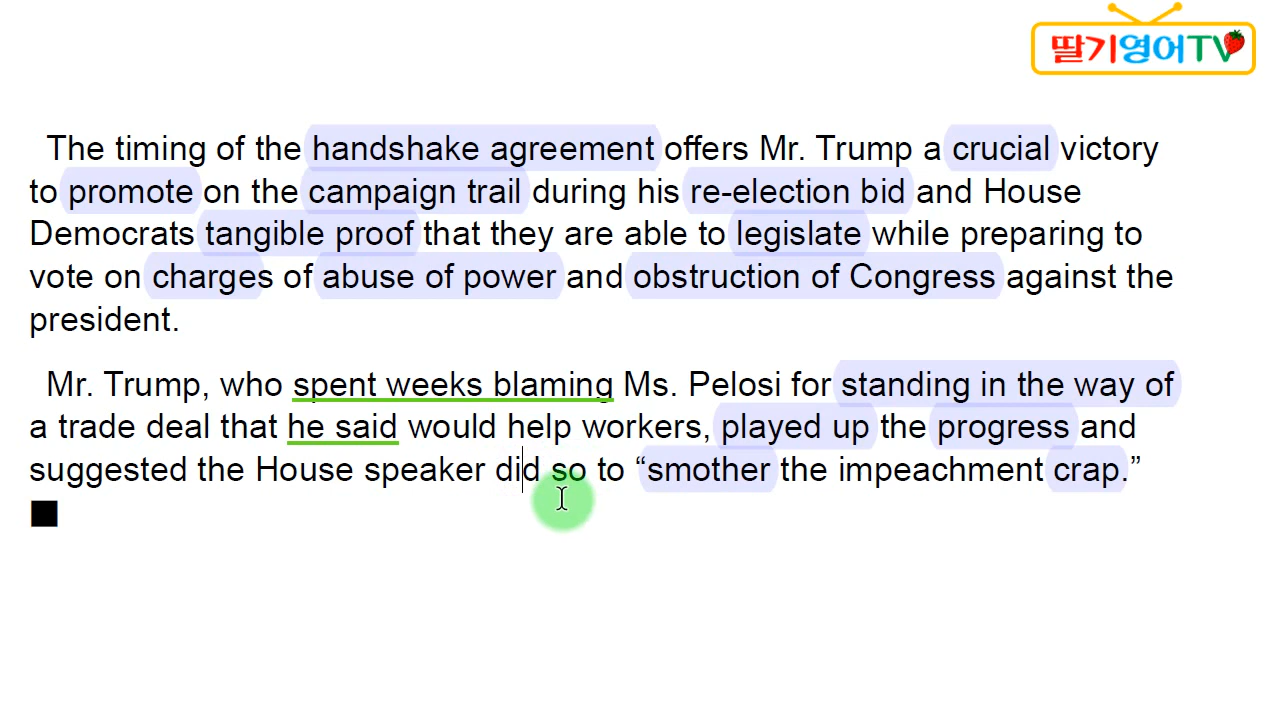 딸기영어TV
The timing of the handshake agreement offers Mr. Trump a crucial victory
to promote on the campaign trail during his re-election bid and House
Democrats tangible proof that they are able to legislate while preparing to
vote on charges of abuse of power and obstruction of Congress against the
president.
Mr. Trump, who spent weeks blaming Ms. Pelosi for standing in the way of
a trade deal that he said would help workers, played up the progress and
suggested the House speaker did so to “smother the impeachment crap.”